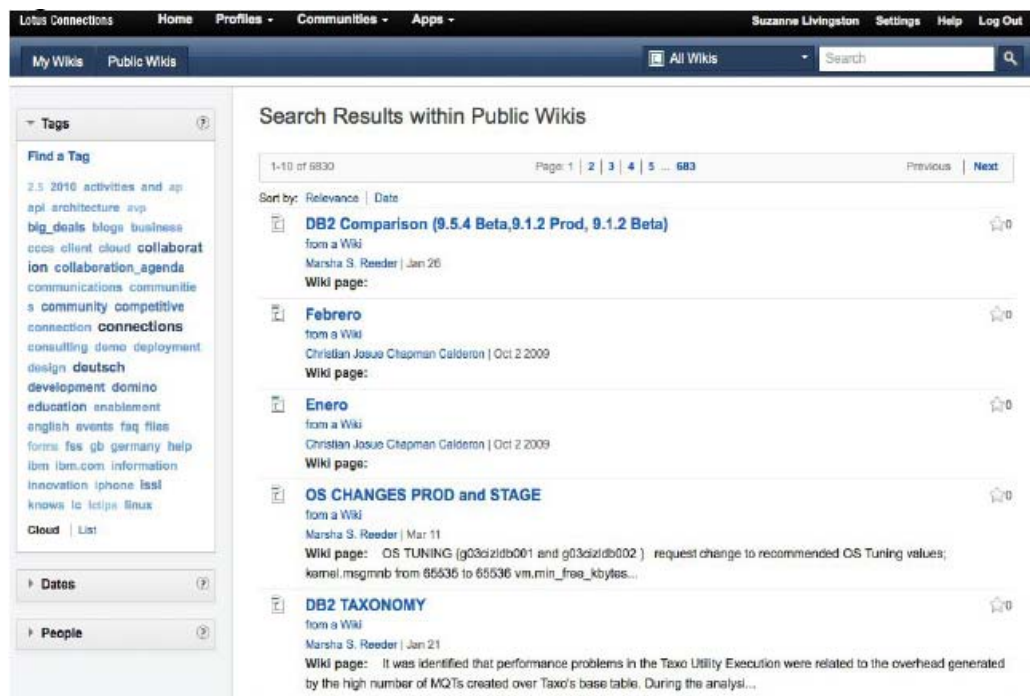 Lotus Connections Home Profiles Communities Apps Suzanne Livingston Settings Help Log Out
My Wikis Public Wikis All Wikis Search
Tags
Find a Tag
2.5 2010 activities and ap
api architecture avp
big_deals blogs business
ccca client cloud collaborat
ion collaboration_agenda
communications communitie
s community competitive
connection connections
consulting demo deployment
design deutsch
development domino
education enablement
english events faq files
forms fss gb germany help
ibm ibm.com information
innovation iphone issl
knows lc lctips linux
Cloud | List
Dates
People
Search Results within Public Wikis
1-10 of 6830 Page: 1 | 2 | 3 | 4 | 5 ... 683 Previous | Next
Sort by: Relevance | Date
DB2 Comparison (9.5.4 Beta,9.1.2 Prod, 9.1.2 Beta) 0
from a Wiki
Marsha S. Reeder | Jan 26
Wiki page:
Febrero 0
from a Wiki
Christian Josue Chapman Calderon | Oct 2 2009
Wiki page:
Enero 0
from a Wiki
Christian Josue Chapman Calderon | Oct 2 2009
Wiki page:
OS CHANGES PROD and STAGE 0
from a Wiki
Marsha S. Reeder | Mar 11
Wiki page: OS TUNING (g03cizldb001 and g03cizldb002 ) request change to recommended OS Tuning values;
kernel.msgmnb from 65535 to 65536 vm.min_free_kbytes...
DB2 TAXONOMY 0
from a Wiki
Marsha S. Reeder | Jan 21
Wiki page: It was identified that performance problems in the Taxo Utility Execution were related to the overhead generated
by the high number of MQTs created over Taxo's base table. During the analysi...